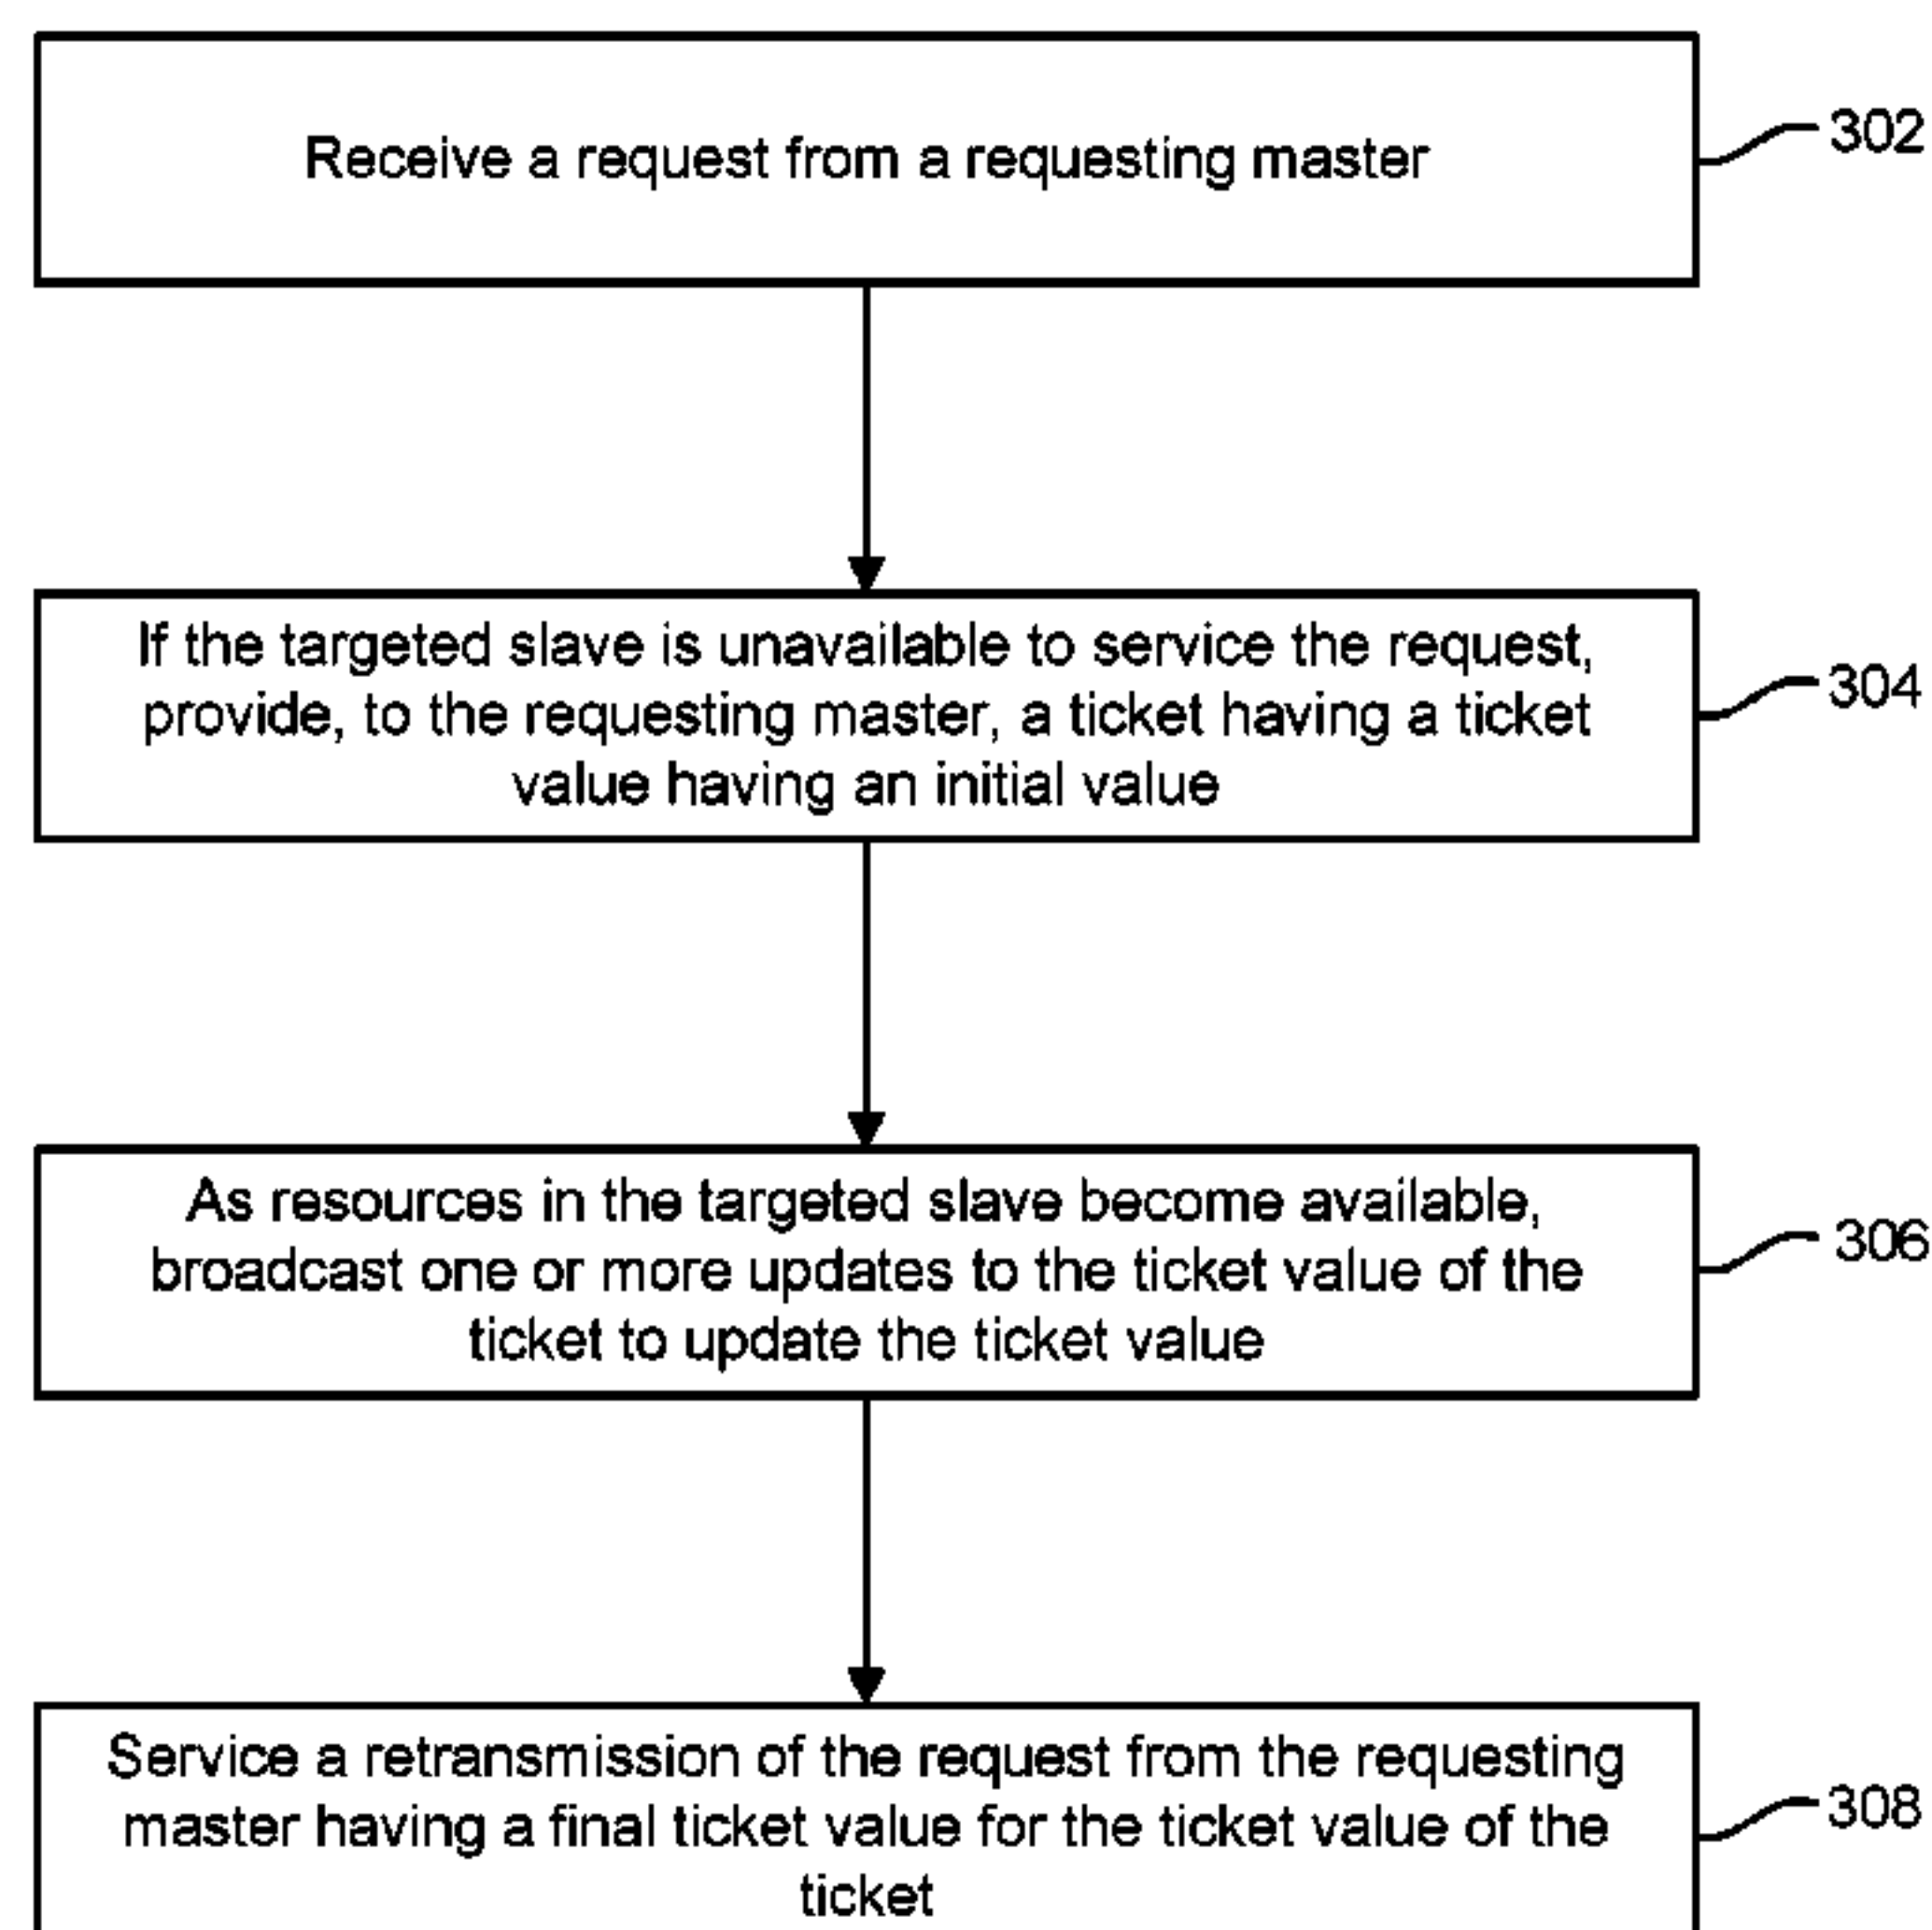 Receive a request from a requesting master
302
If the targeted slave is unavailable to service the request,
provide, to the requesting master, a ticket having a ticket
value having an initial value
304
As resources in the targeted slave become available,
broadcast one or more updates to the ticket value of the
ticket to update the ticket value
306
Service a retransmission of the request from the requesting
master having a final ticket value for the ticket value of the
ticket
308